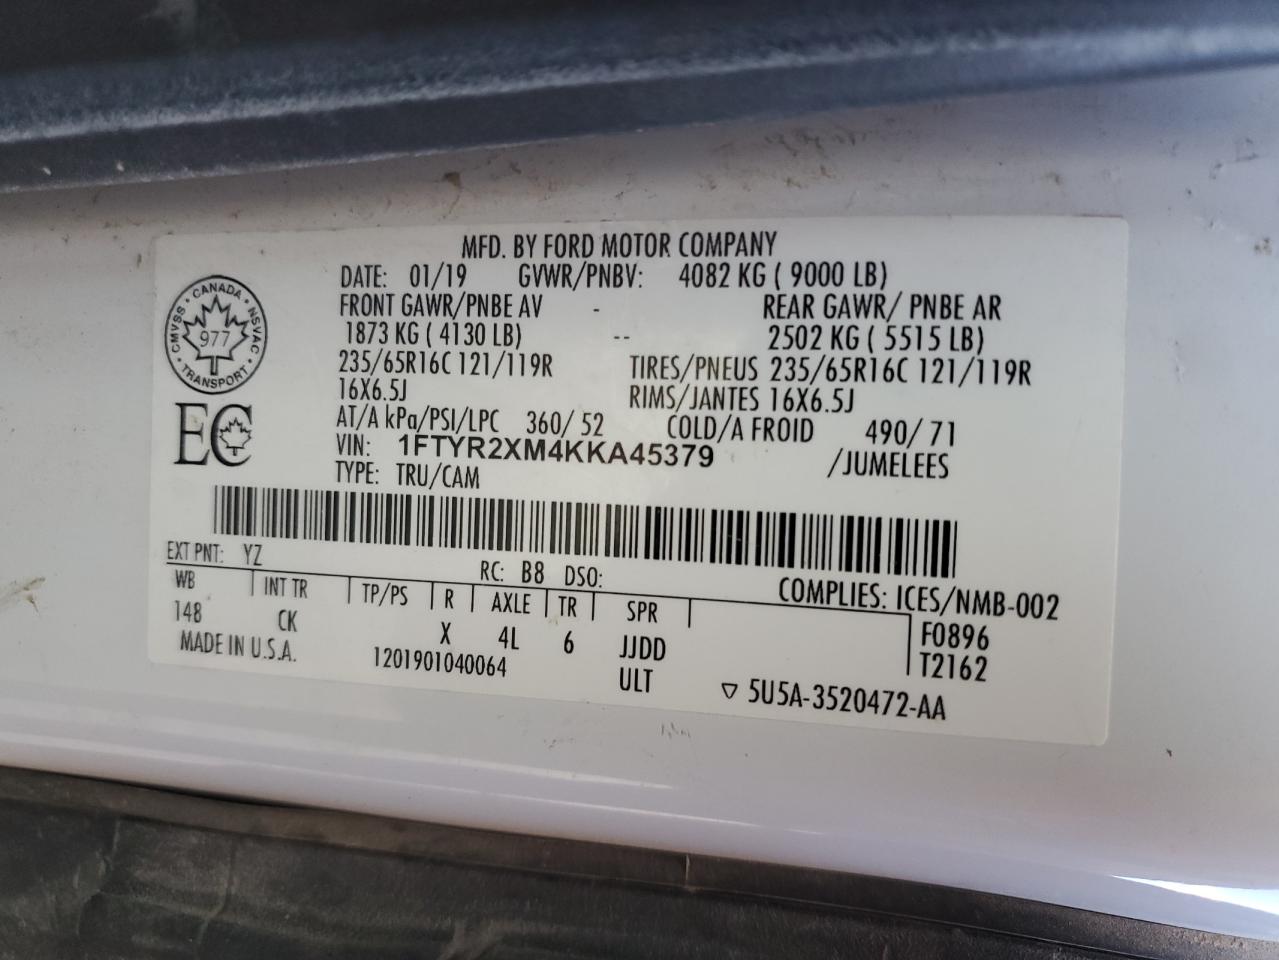 MFD. BY FORD MOTOR COMPANY
DATE: 01/19 GVWR/PNBV: 4082 KG ( 9000 LB)
FRONT GAWR/PNBE AV - REAR GAWR/ PNBE AR
1873 KG ( 4130 LB) -- 2502 KG ( 5515 LB)
235/65R16C 121/119R TIRES/PNEUS 235/65R16C 121/119R
16X6.5J RIMS/JANTES 16X6.5J
AT/A kPa/PSI/LPC 360/ 52 COLD/A FROID 490/ 71
VIN: 1FTYR2XM4KKA45379 /JUMELEES
TYPE: TRU/CAM
CMVSS • CANADA • NSVAC • TRANSPORT •
977
EC
EXT PNT: YZ RC: B8 DSO:
COMPLIES: ICES/NMB-002
WB | INT TR | TP/PS | R | AXLE | TR | SPR |
148 CK X 4L 6 JJDD
F0896
T2162
MADE IN U.S.A. 1201901040064 ULT
▽ 5U5A-3520472-AA